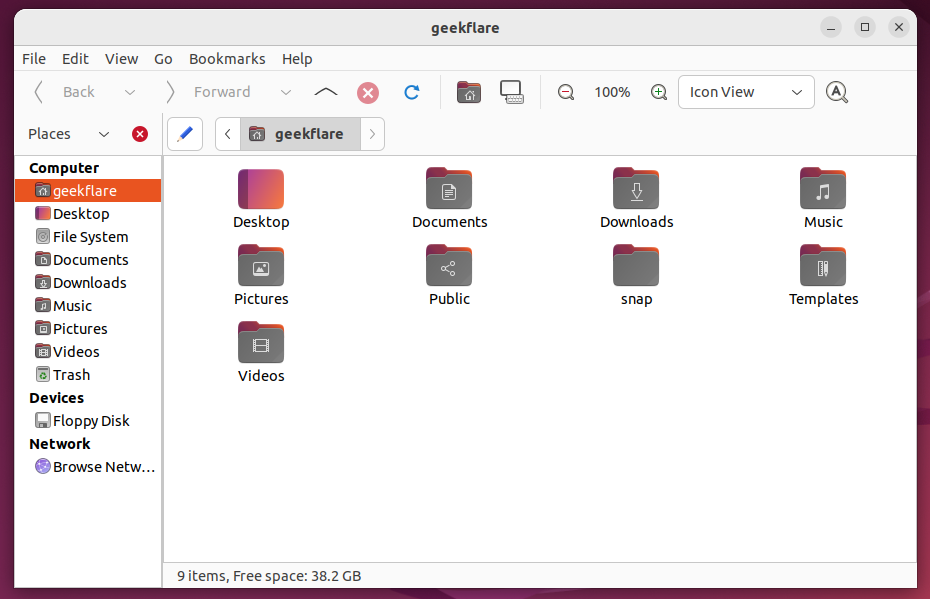 geekflare
File Edit View Go Bookmarks Help
Back Forward 100% Icon View
Places geekflare
Computer
geekflare
Desktop
File System
Documents
Downloads
Music
Pictures
Videos
Trash
Devices
Floppy Disk
Network
Browse Netw...
Desktop Documents Downloads Music
Pictures Public snap Templates
Videos
9 items, Free space: 38.2 GB